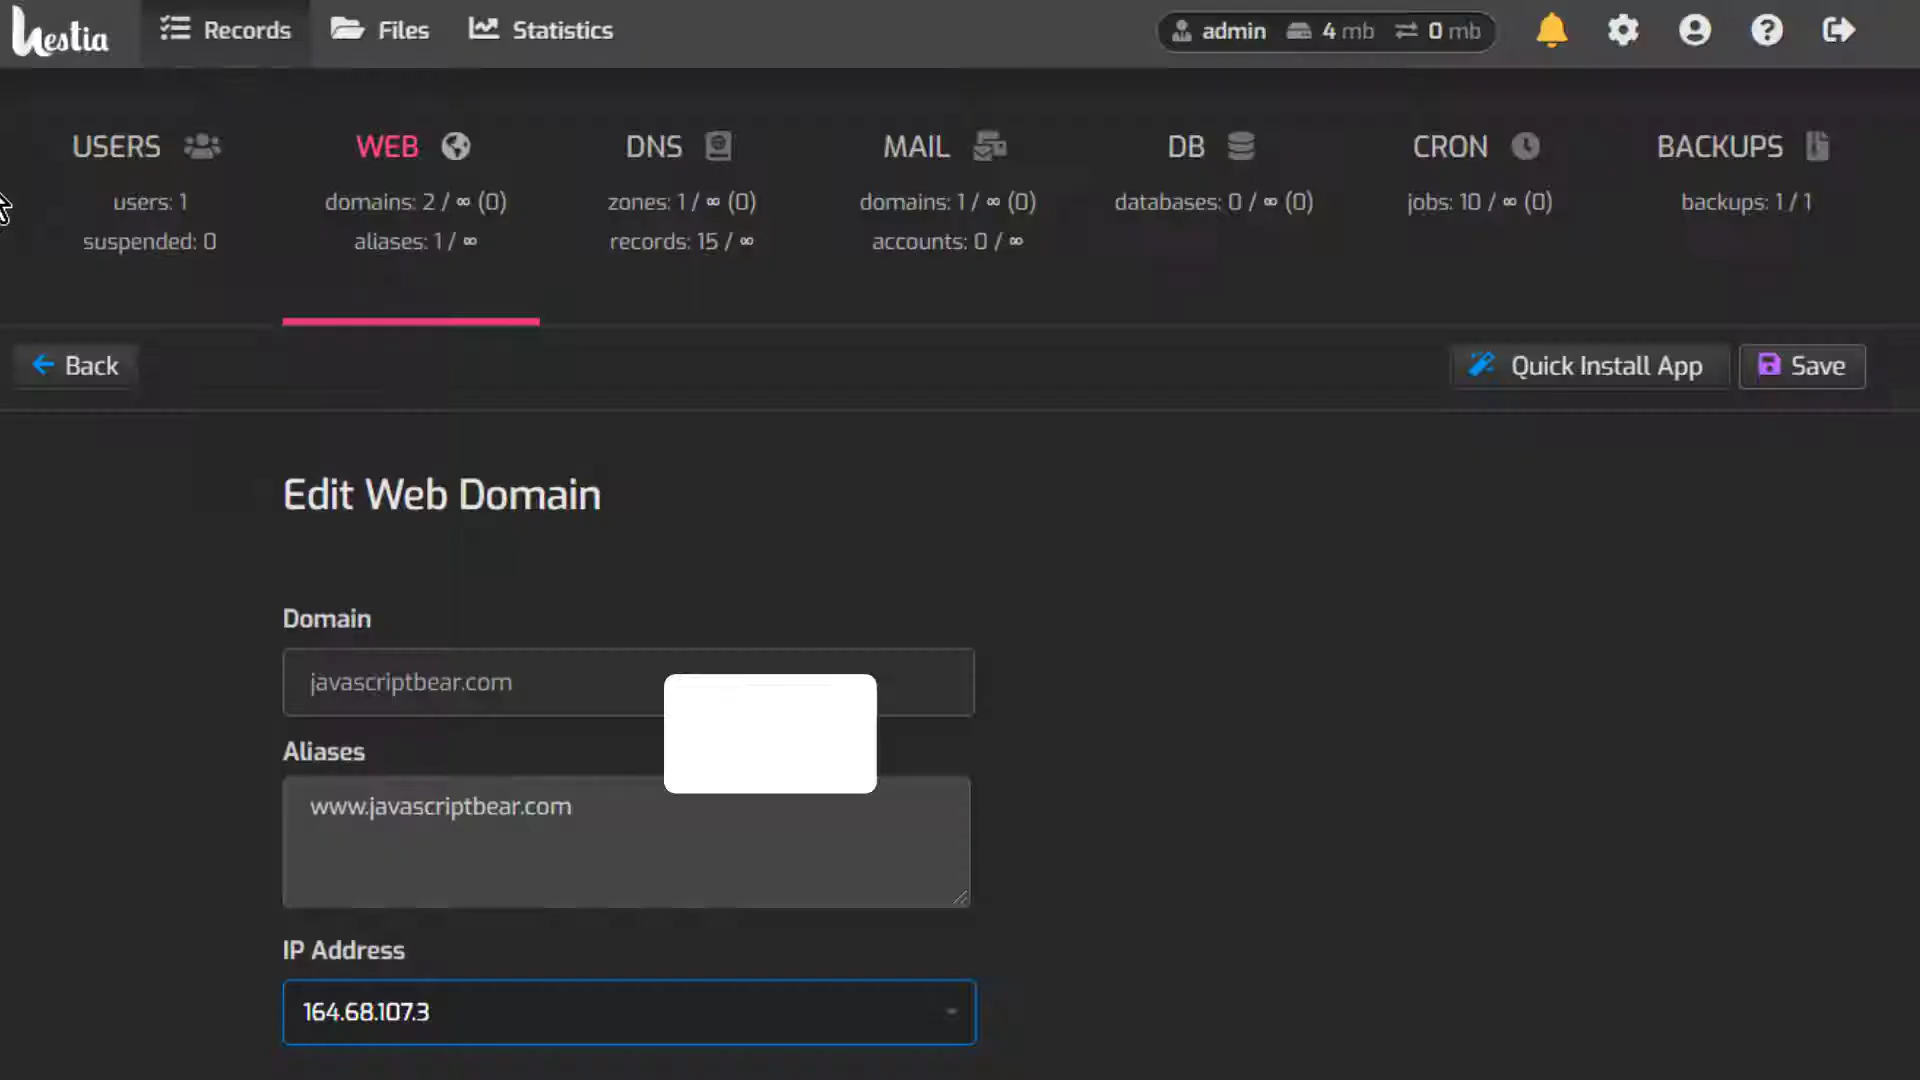 hestia Records Files Statistics admin 4 mb 0 mb
USERS WEB DNS MAIL DB CRON BACKUPS
users: 1 domains: 2 / ∞ (0) zones: 1 / ∞ (0) domains: 1 / ∞ (0) databases: 0 / ∞ (0) jobs: 10 / ∞ (0) backups: 1 / 1
suspended: 0 aliases: 1 / ∞ records: 15 / ∞ accounts: 0 / ∞
Back Quick Install App Save
Edit Web Domain
Domain
javascriptbear.com
Aliases
www.javascriptbear.com
IP Address
164.68.107.3